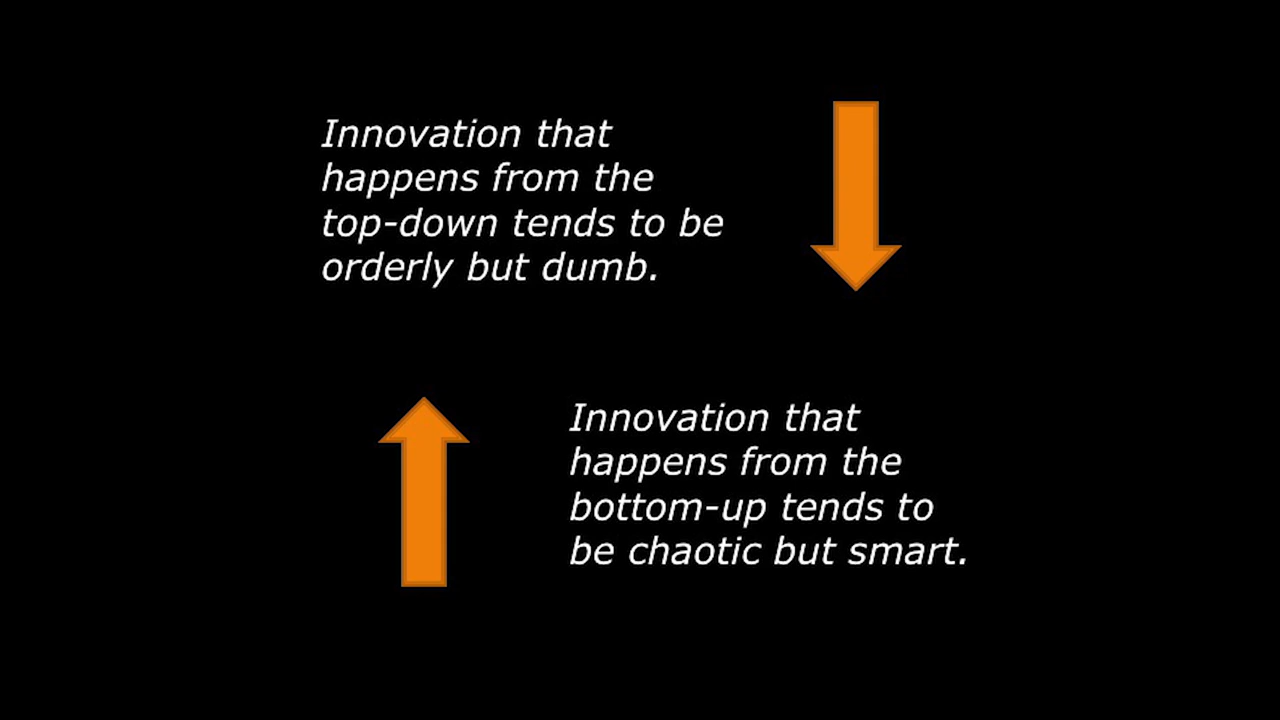 Innovation that
happens from the
top-down tends to be
orderly but dumb.
Innovation that
happens from the
bottom-up tends to
be chaotic but smart.